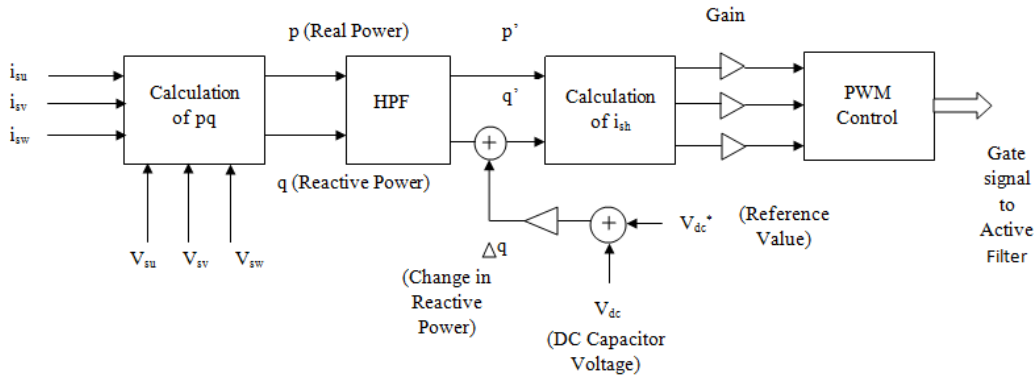 Gain
p (Real Power)
p’
i_su
i_sv
i_sw
Calculation
of pq
HPF
q’
Calculation
of i_sh
PWM
Control
q (Reactive Power)
Gate
signal
to
Active
Filter
V_su
V_sv
V_sw
Δq
(Change in
Reactive
Power)
V_dc*
(Reference
Value)
V_dc
(DC Capacitor
Voltage)